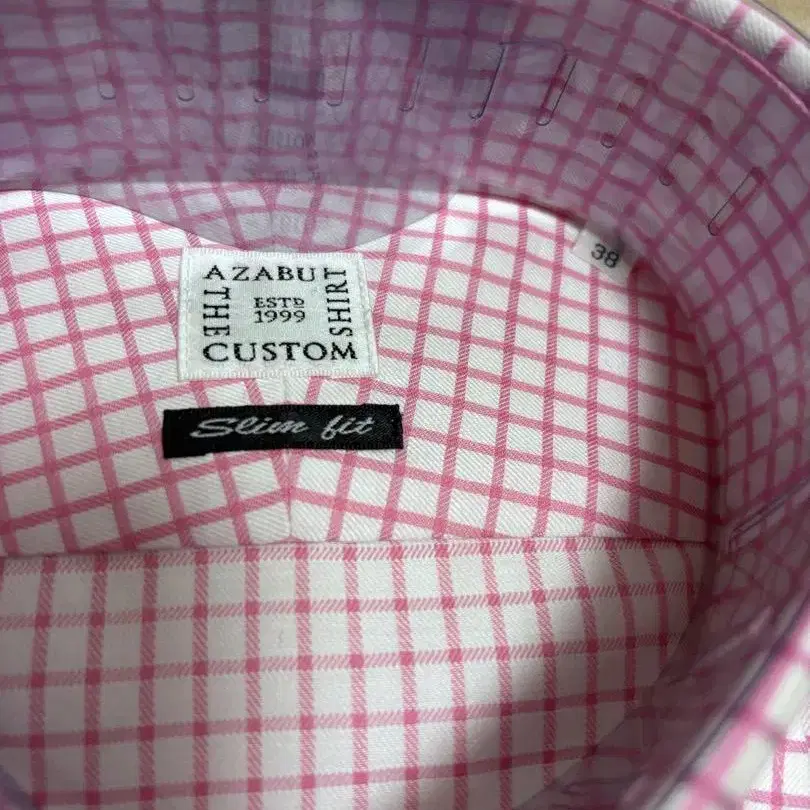 AZABU
THE
ESTD
1999
SHIRT
CUSTOM
Slim fit
38